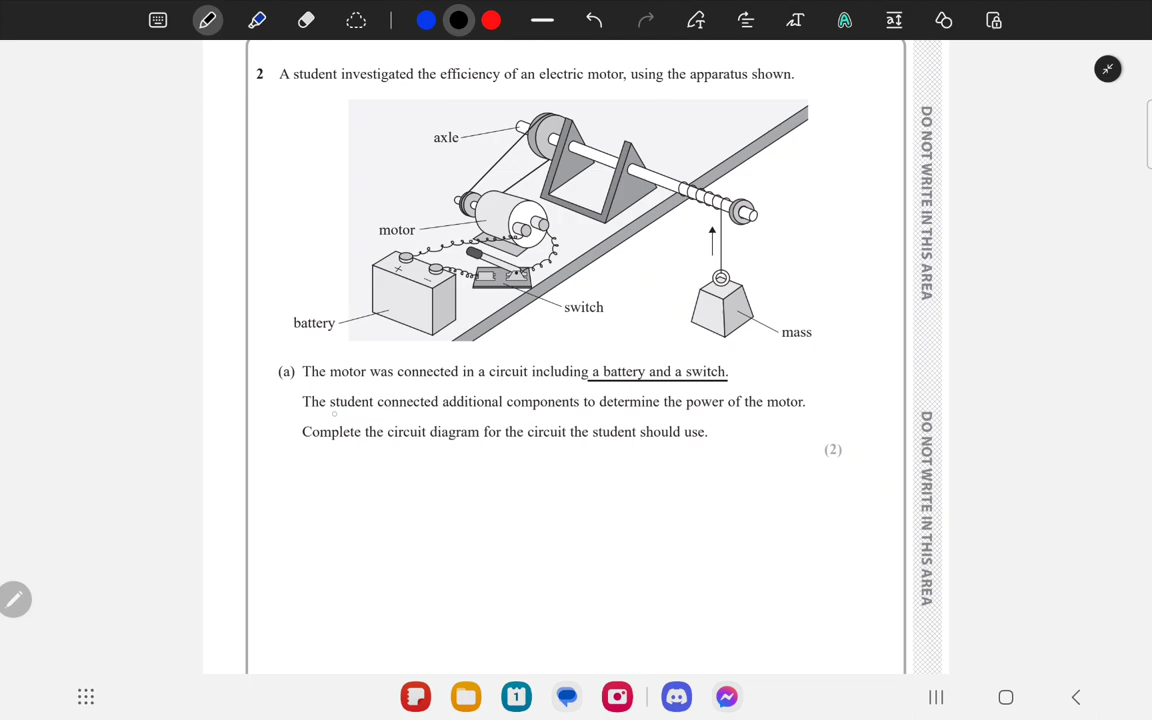 2 A student investigated the efficiency of an electric motor, using the apparatus shown.
axle
motor
switch
battery
mass
(a) The motor was connected in a circuit including a battery and a switch.
The student connected additional components to determine the power of the motor.
Complete the circuit diagram for the circuit the student should use.
(2)
DO NOT WRITE IN THIS AREA
DO NOT WRITE IN THIS AREA